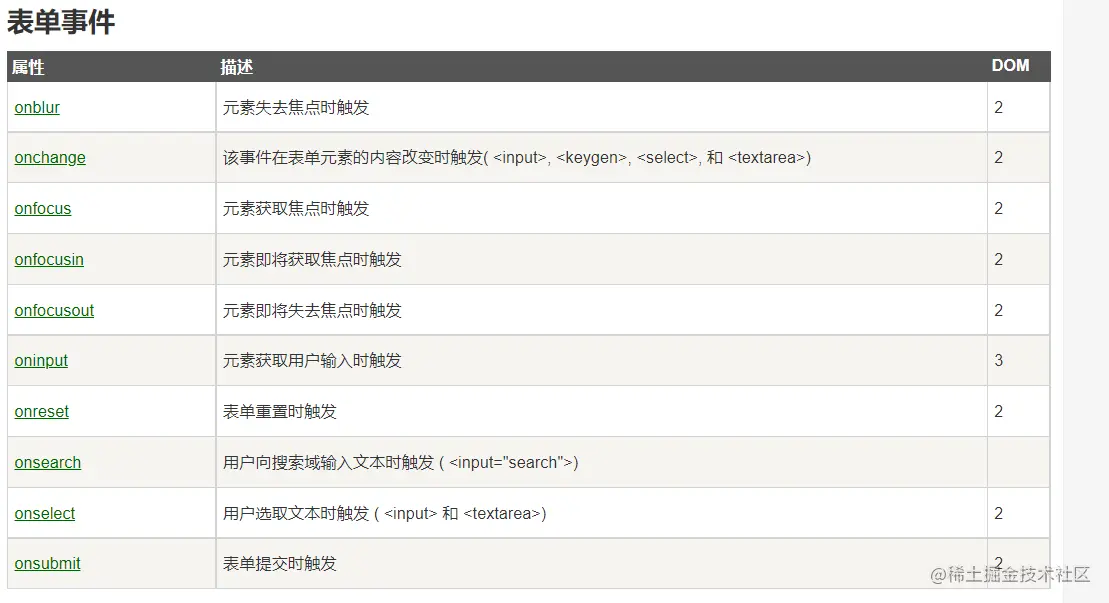 表单事件
属性 描述 DOM
onblur 元素失去焦点时触发 2
onchange 该事件在表单元素的内容改变时触发( <input>, <keygen>, <select>, 和 <textarea>) 2
onfocus 元素获取焦点时触发 2
onfocusin 元素即将获取焦点时触发 2
onfocusout 元素即将失去焦点时触发 2
oninput 元素获取用户输入时触发 3
onreset 表单重置时触发 2
onsearch 用户向搜索域输入文本时触发 ( <input="search">)
onselect 用户选取文本时触发 ( <input> 和 <textarea>) 2
onsubmit 表单提交时触发 2
@稀土掘金技术社区